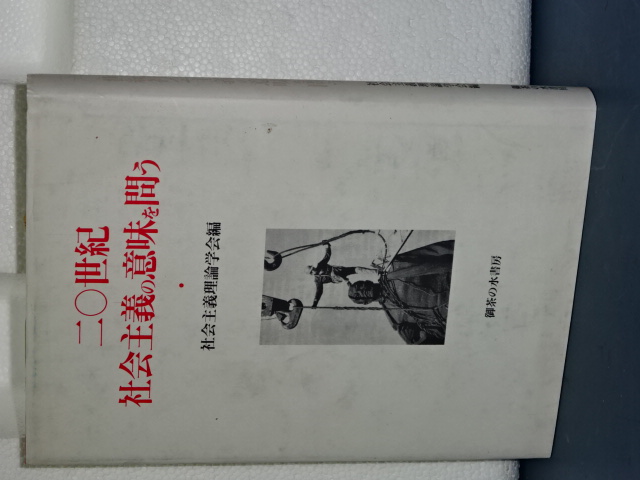 二〇世紀
社会主義の意味を問う
社会主義理論学会編
御茶の水書房